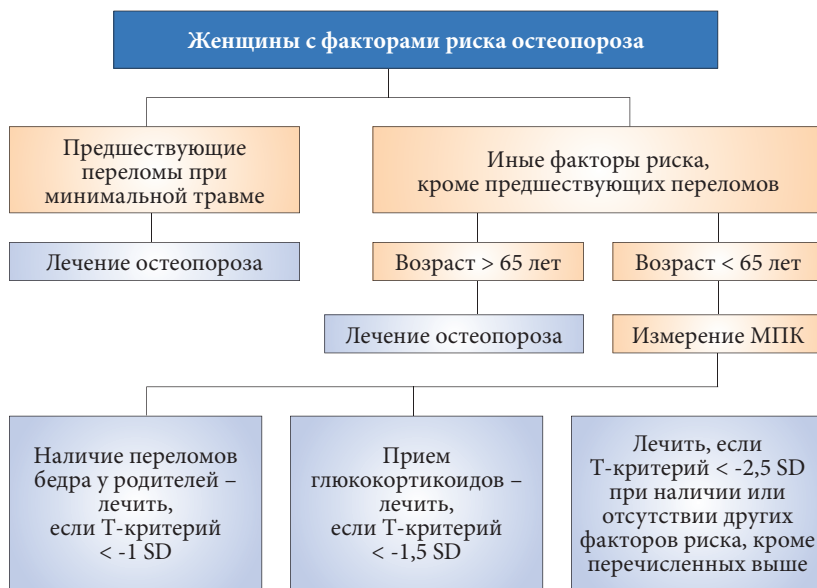 Женщины с факторами риска остеопороза
Предшествующие
переломы при
минимальной травме
Иные факторы риска,
кроме предшествующих переломов
Лечение остеопороза
Возраст > 65 лет
Возраст < 65 лет
Лечение остеопороза
Измерение МПК
Наличие переломов
бедра у родителей –
лечить,
если Т-критерий
< -1 SD
Прием
глюкокортикоидов –
лечить,
если Т-критерий
< -1,5 SD
Лечить, если
Т-критерий < -2,5 SD
при наличии или
отсутствии других
факторов риска, кроме
перечисленных выше